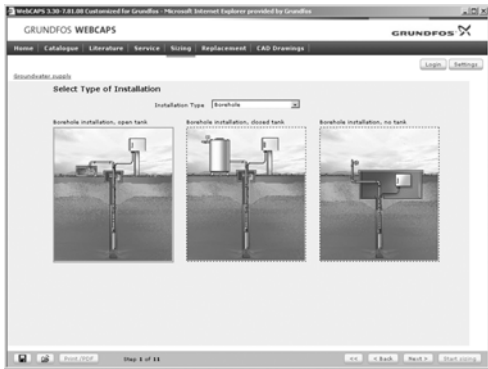 WebCAPS 3.30-7.01.08 Customized for Grundfos - Microsoft Internet Explorer provided by Grundfos
GRUNDFOS WEBCAPS
GRUNDFOS
Home Catalogue Literature Service Sizing Replacement CAD Drawings
Login Settings
Groundwater supply
Select Type of Installation
Installation Type Borehole
Borehole installation, open tank Borehole installation, closed tank Borehole installation, no tank
Print/PDF Step 1 of 11 << < Back Next > Start sizing